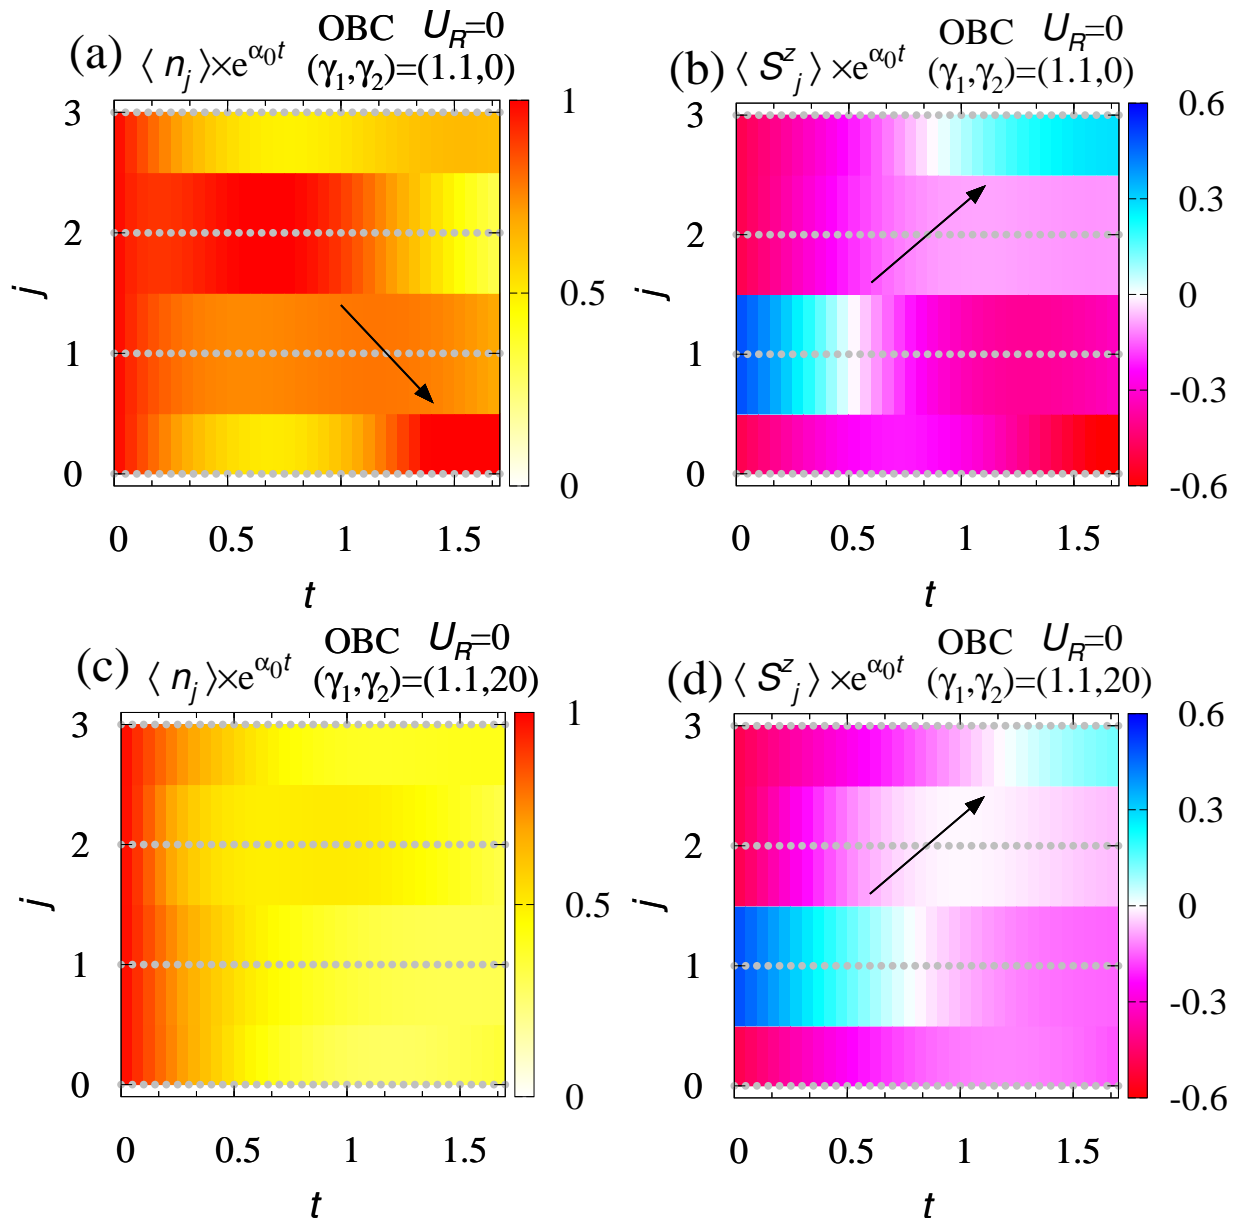 (a) ⟨ n_j ⟩×e^{α_0 t} OBC U_R=0
(γ_1,γ_2)=(1.1,0)
3
2
1
0
j
0 0.5 1 1.5
t
1
0.5
0
(b) ⟨ S^z_j ⟩ ×e^{α_0 t} OBC U_R=0
(γ_1,γ_2)=(1.1,0)
3
2
1
0
j
0 0.5 1 1.5
t
0.6
0.3
0
-0.3
-0.6
(c) ⟨ n_j ⟩×e^{α_0 t} OBC U_R=0
(γ_1,γ_2)=(1.1,20)
3
2
1
0
j
0 0.5 1 1.5
t
1
0.5
0
(d) ⟨ S^z_j ⟩ ×e^{α_0 t} OBC U_R=0
(γ_1,γ_2)=(1.1,20)
3
2
1
0
j
0 0.5 1 1.5
t
0.6
0.3
0
-0.3
-0.6